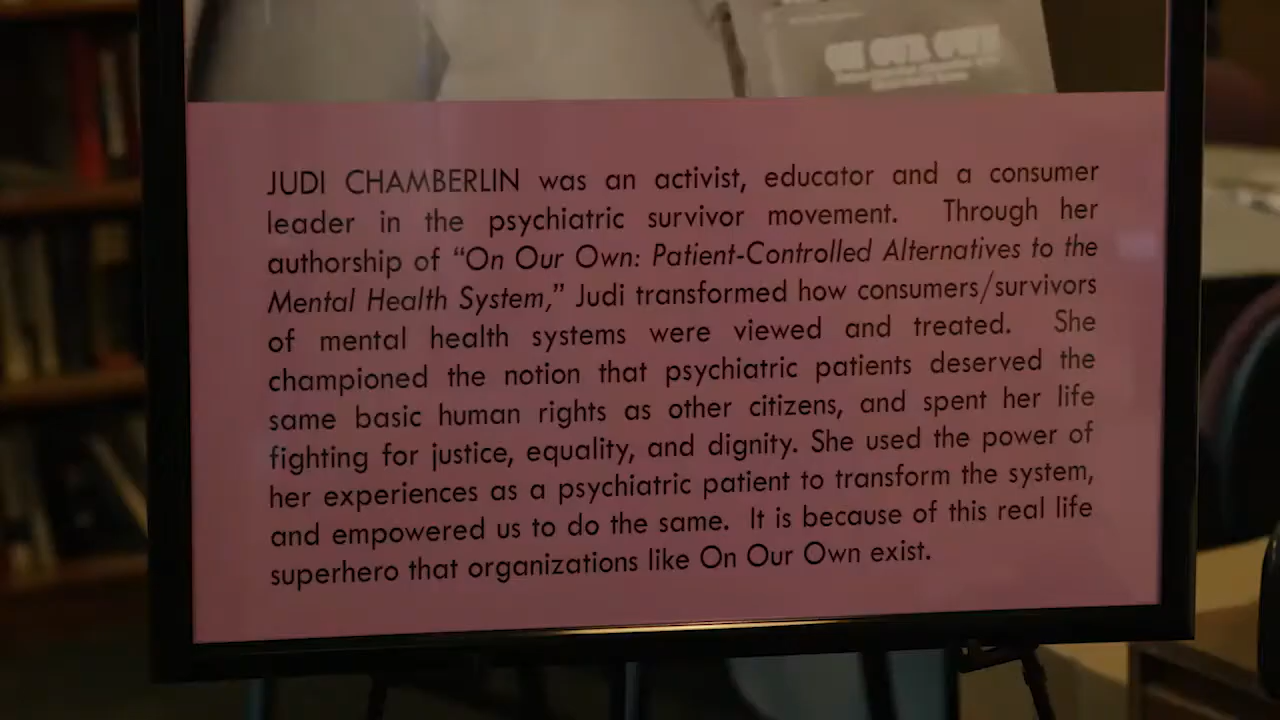 ON OUR OWN
JUDI CHAMBERLIN was an activist, educator and a consumer
leader in the psychiatric survivor movement. Through her
authorship of “On Our Own: Patient-Controlled Alternatives to the
Mental Health System,” Judi transformed how consumers/survivors
of mental health systems were viewed and treated. She
championed the notion that psychiatric patients deserved the
same basic human rights as other citizens, and spent her life
fighting for justice, equality, and dignity. She used the power of
her experiences as a psychiatric patient to transform the system,
and empowered us to do the same. It is because of this real life
superhero that organizations like On Our Own exist.